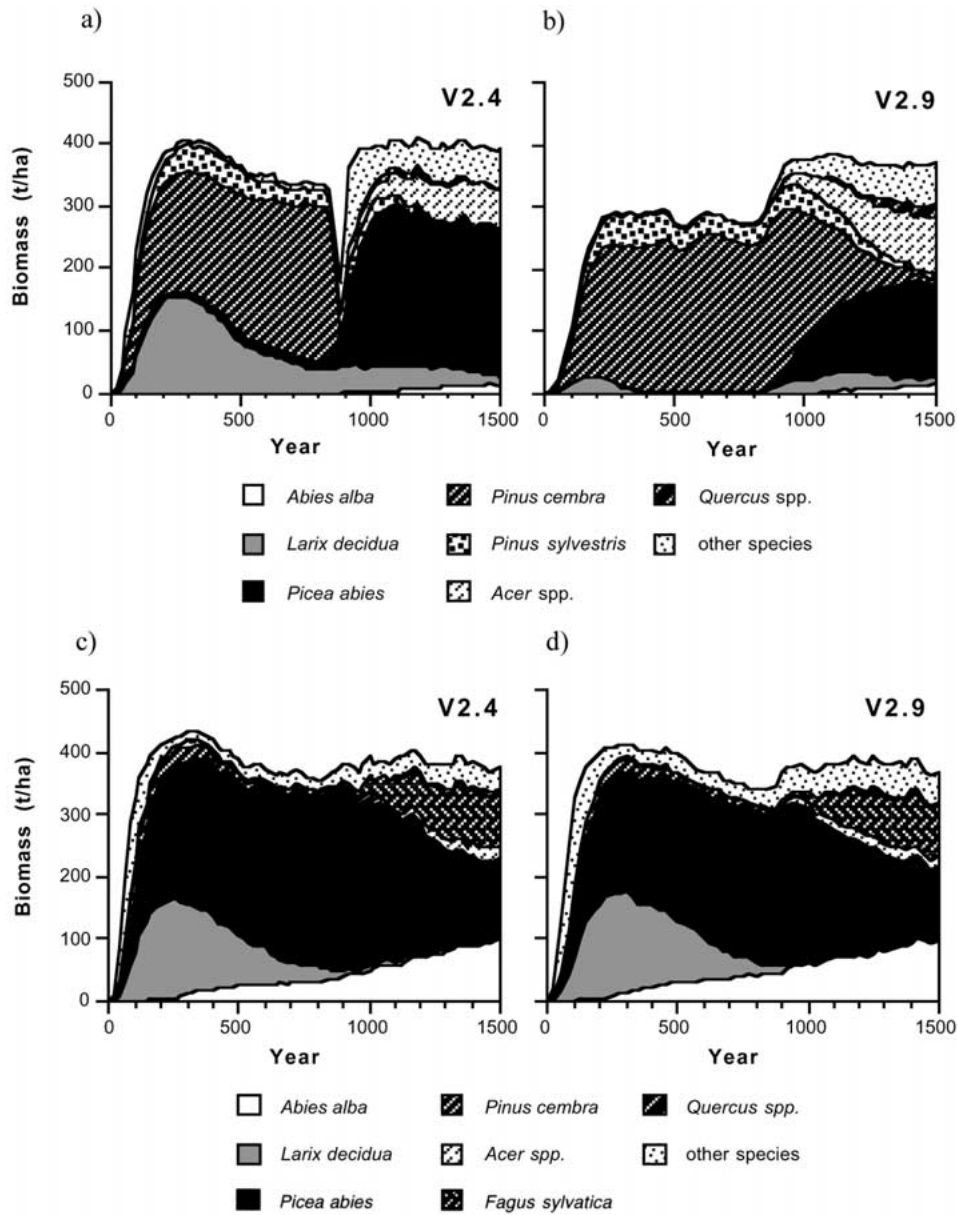 a) b)
V2.4 V2.9
500
400
300
200
100
0
Biomass (t/ha)
0 500 1000 1500 0 500 1000 1500
Year Year
Abies alba Pinus cembra Quercus spp.
Larix decidua Pinus sylvestris other species
Picea abies Acer spp.
c) d)
V2.4 V2.9
500
400
300
200
100
0
Biomass (t/ha)
0 500 1000 1500 0 500 1000 1500
Year Year
Abies alba Pinus cembra Quercus spp.
Larix decidua Acer spp. other species
Picea abies Fagus sylvatica